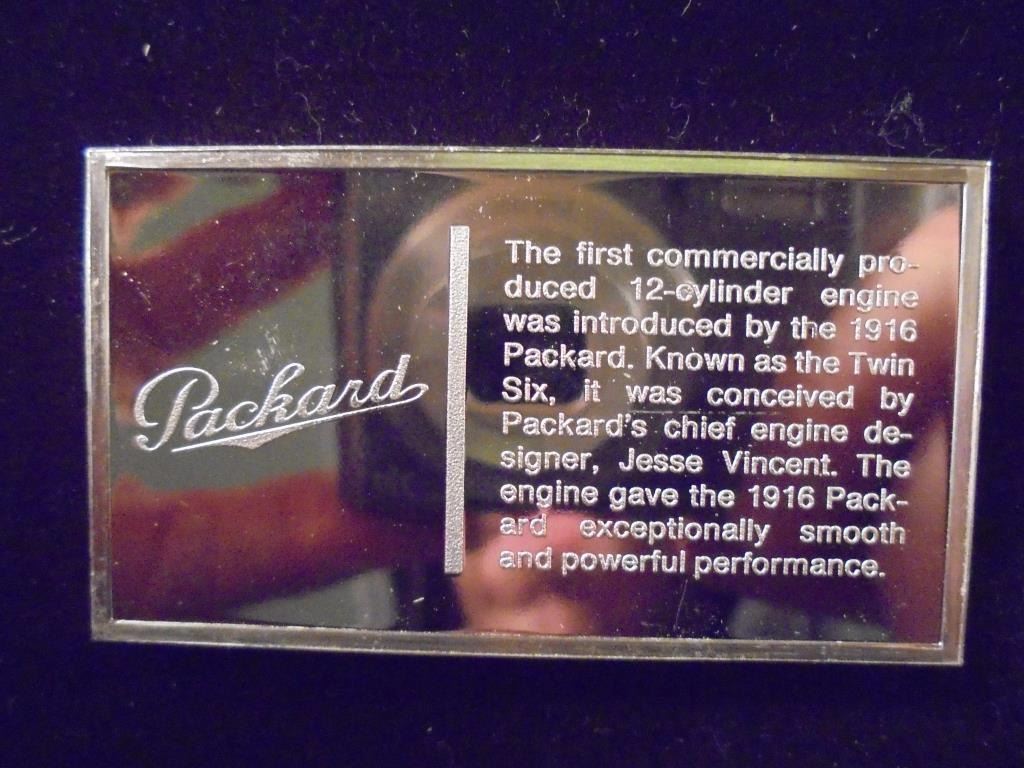 Packard
The first commercially pro-
duced 12-cylinder engine
was introduced by the 1916
Packard. Known as the Twin
Six, it was conceived by
Packard's chief engine de-
signer, Jesse Vincent. The
engine gave the 1916 Pack-
ard exceptionally smooth
and powerful performance.